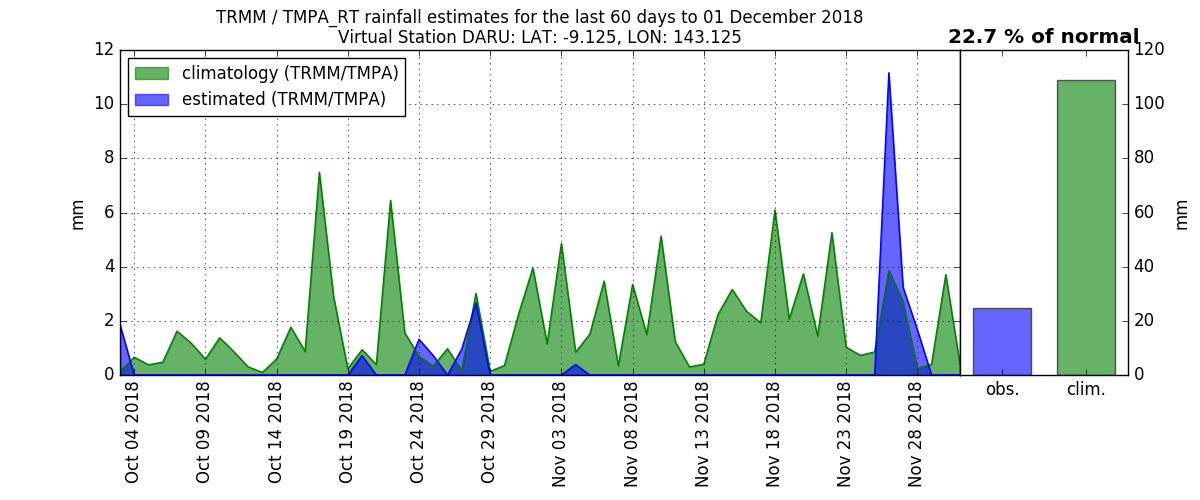 TRMM / TMPA_RT rainfall estimates for the last 60 days to 01 December 2018
Virtual Station DARU: LAT: -9.125, LON: 143.125
22.7 % of normal
climatology (TRMM/TMPA)
estimated (TRMM/TMPA)
mm
12
10
8
6
4
2
0
Oct 04 2018
Oct 09 2018
Oct 14 2018
Oct 19 2018
Oct 24 2018
Oct 29 2018
Nov 03 2018
Nov 08 2018
Nov 13 2018
Nov 18 2018
Nov 23 2018
Nov 28 2018
obs.
clim.
120
100
80
60
40
20
0
mm